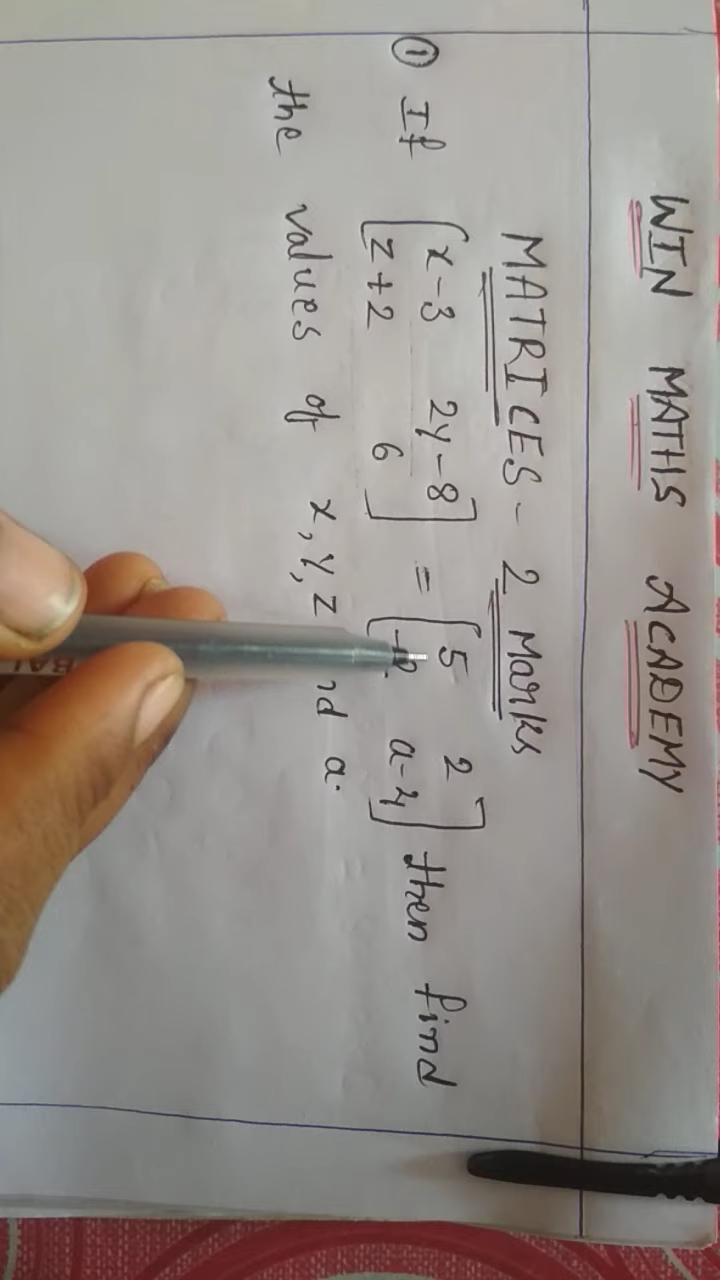 WIN MATHS ACADEMY
MATRICES - 2 Marks
① If [x-3 2y-8] = [5 2] then find
[z+2 6] [a-4]
the values of x, y, z a.